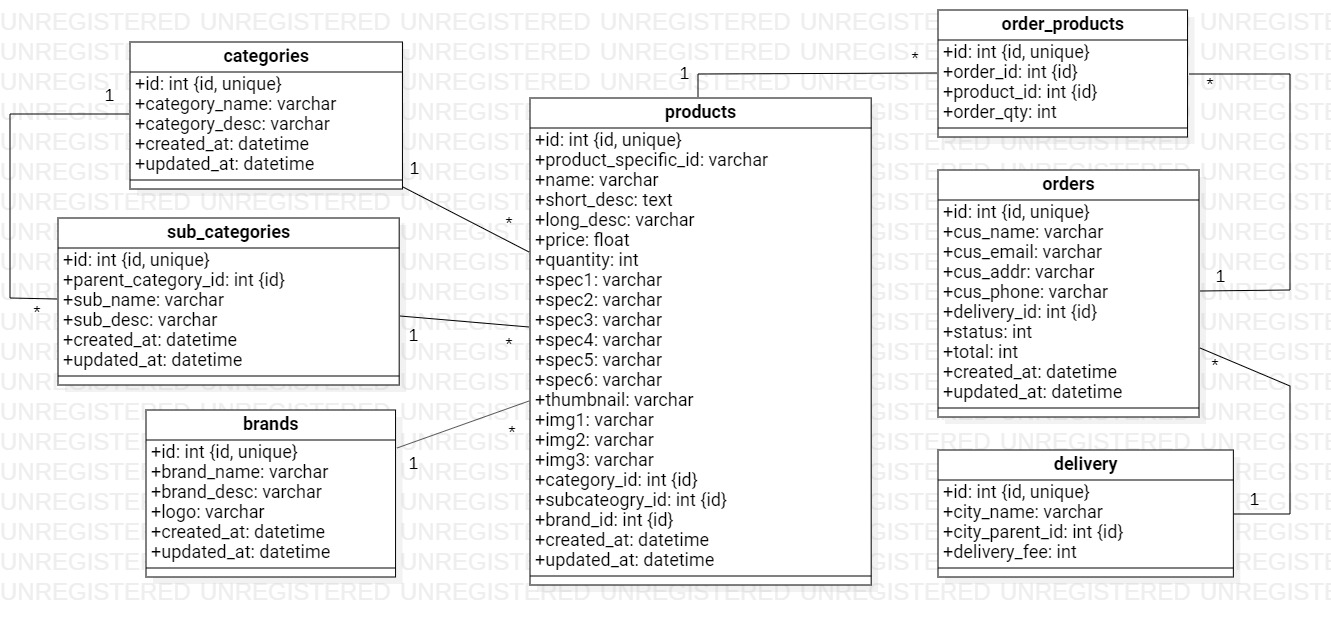 categories
+id: int {id, unique}
+category_name: varchar
+category_desc: varchar
+created_at: datetime
+updated_at: datetime
1
1
*
sub_categories
+id: int {id, unique}
+parent_category_id: int {id}
+sub_name: varchar
+sub_desc: varchar
+created_at: datetime
+updated_at: datetime
*
1
*
brands
+id: int {id, unique}
+brand_name: varchar
+brand_desc: varchar
+logo: varchar
+created_at: datetime
+updated_at: datetime
1
*
products
+id: int {id, unique}
+product_specific_id: varchar
+name: varchar
+short_desc: text
+long_desc: varchar
+price: float
+quantity: int
+spec1: varchar
+spec2: varchar
+spec3: varchar
+spec4: varchar
+spec5: varchar
+spec6: varchar
+thumbnail: varchar
+img1: varchar
+img2: varchar
+img3: varchar
+category_id: int {id}
+subcateogry_id: int {id}
+brand_id: int {id}
+created_at: datetime
+updated_at: datetime
1
*
order_products
+id: int {id, unique}
+order_id: int {id}
+product_id: int {id}
+order_qty: int
*
orders
+id: int {id, unique}
+cus_name: varchar
+cus_email: varchar
+cus_addr: varchar
+cus_phone: varchar
+delivery_id: int {id}
+status: int
+total: int
+created_at: datetime
+updated_at: datetime
1
*
delivery
+id: int {id, unique}
+city_name: varchar
+city_parent_id: int {id}
+delivery_fee: int
1
UNREGISTERED